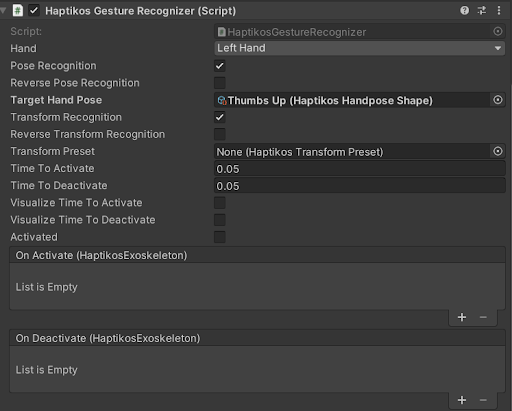 Haptikos Gesture Recognizer (Script)
Script: HaptikosGestureRecognizer
Hand Left Hand
Pose Recognition
Reverse Pose Recognition
Target Hand Pose Thumbs Up (Haptikos Handpose Shape)
Transform Recognition
Reverse Transform Recognition
Transform Preset None (Haptikos Transform Preset)
Time To Activate 0.05
Time To Deactivate 0.05
Visualize Time To Activate
Visualize Time To Deactivate
Activated
On Activate (HaptikosExoskeleton)
List is Empty
+ −
On Deactivate (HaptikosExoskeleton)
List is Empty
+ −